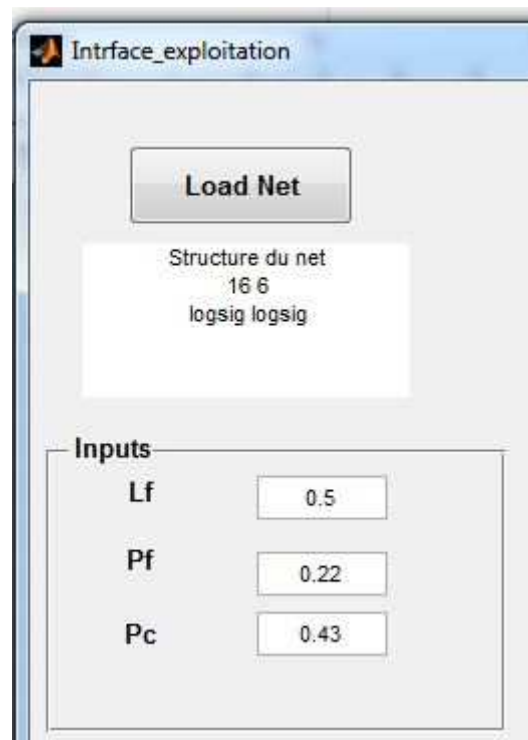 Intrface_exploitation
Load Net
Structure du net
16 6
logsig logsig
Inputs
Lf 0.5
Pf 0.22
Pc 0.43